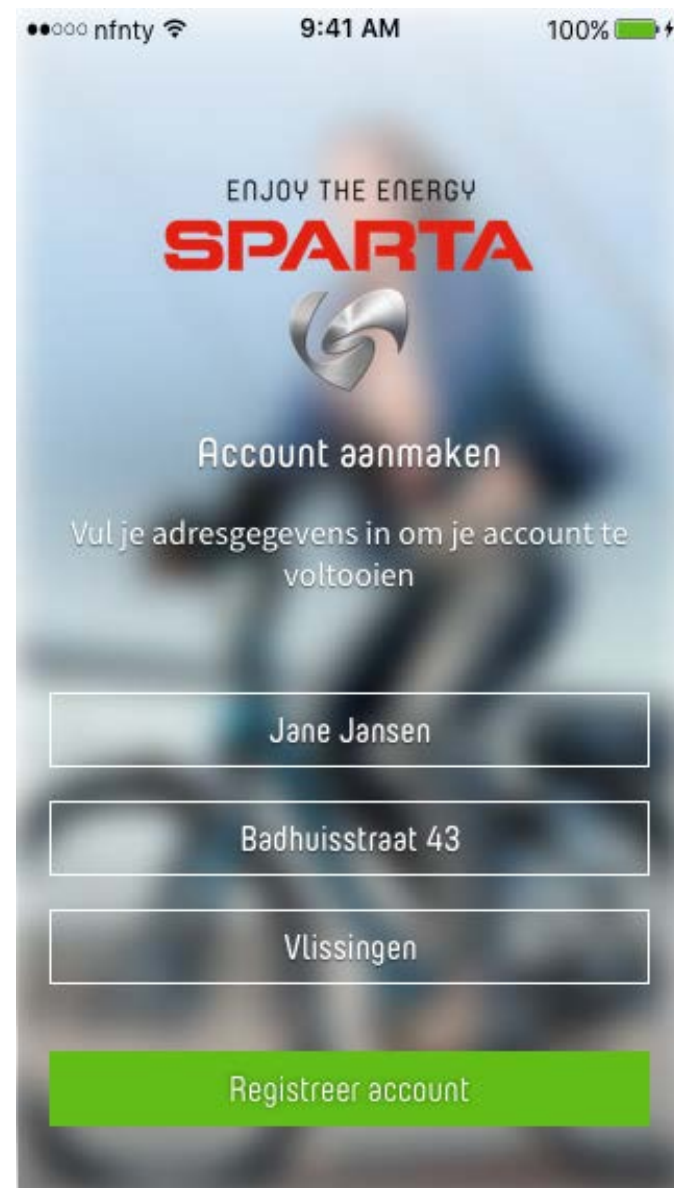 nfnty 9:41 AM 100%
ENJOY THE ENERGY
SPARTA
Account aanmaken
Vul je adresgegevens in om je account te
voltooien
Jane Jansen
Badhuisstraat 43
Vlissingen
Registreer account